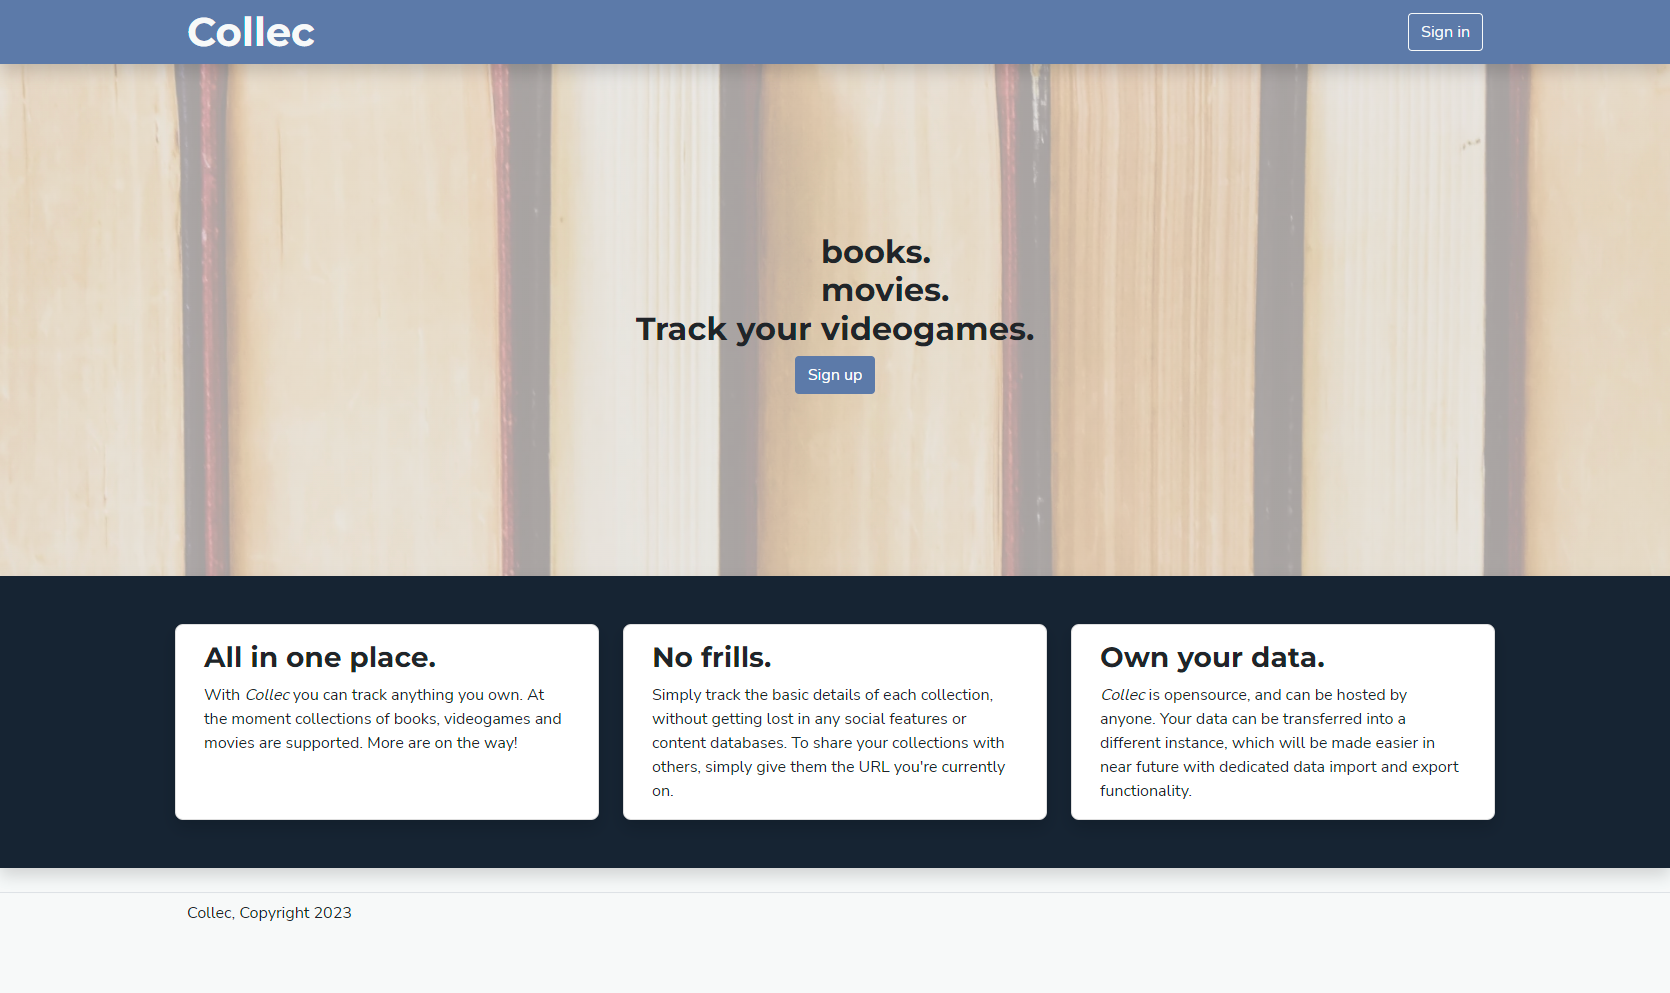 Collec
Sign in
books.
movies.
Track your videogames.
Sign up
All in one place.
With Collec you can track anything you own. At
the moment collections of books, videogames and
movies are supported. More are on the way!
No frills.
Simply track the basic details of each collection,
without getting lost in any social features or
content databases. To share your collections with
others, simply give them the URL you're currently
on.
Own your data.
Collec is opensource, and can be hosted by
anyone. Your data can be transferred into a
different instance, which will be made easier in
near future with dedicated data import and export
functionality.
Collec, Copyright 2023